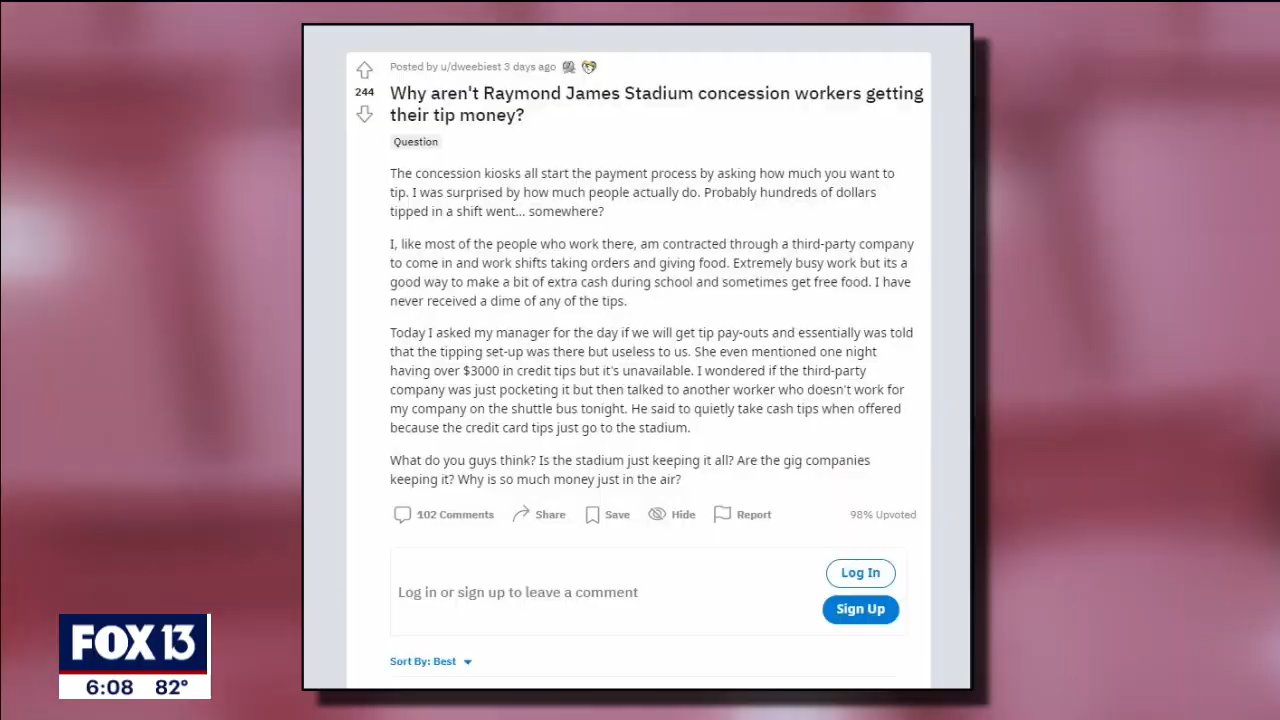 Posted by u/dweebiest 3 days ago
244
Why aren't Raymond James Stadium concession workers getting
their tip money?
Question
The concession kiosks all start the payment process by asking how much you want to
tip. I was surprised by how much people actually do. Probably hundreds of dollars
tipped in a shift went... somewhere?
I, like most of the people who work there, am contracted through a third-party company
to come in and work shifts taking orders and giving food. Extremely busy work but its a
good way to make a bit of extra cash during school and sometimes get free food. I have
never received a dime of any of the tips.
Today I asked my manager for the day if we will get tip pay-outs and essentially was told
that the tipping set-up was there but useless to us. She even mentioned one night
having over $3000 in credit tips but it's unavailable. I wondered if the third-party
company was just pocketing it but then talked to another worker who doesn't work for
my company on the shuttle bus tonight. He said to quietly take cash tips when offered
because the credit card tips just go to the stadium.
What do you guys think? Is the stadium just keeping it all? Are the gig companies
keeping it? Why is so much money just in the air?
102 Comments Share Save Hide Report 98% Upvoted
Log In
Log in or sign up to leave a comment
Sign Up
Sort By: Best
FOX 13
6:08 82°